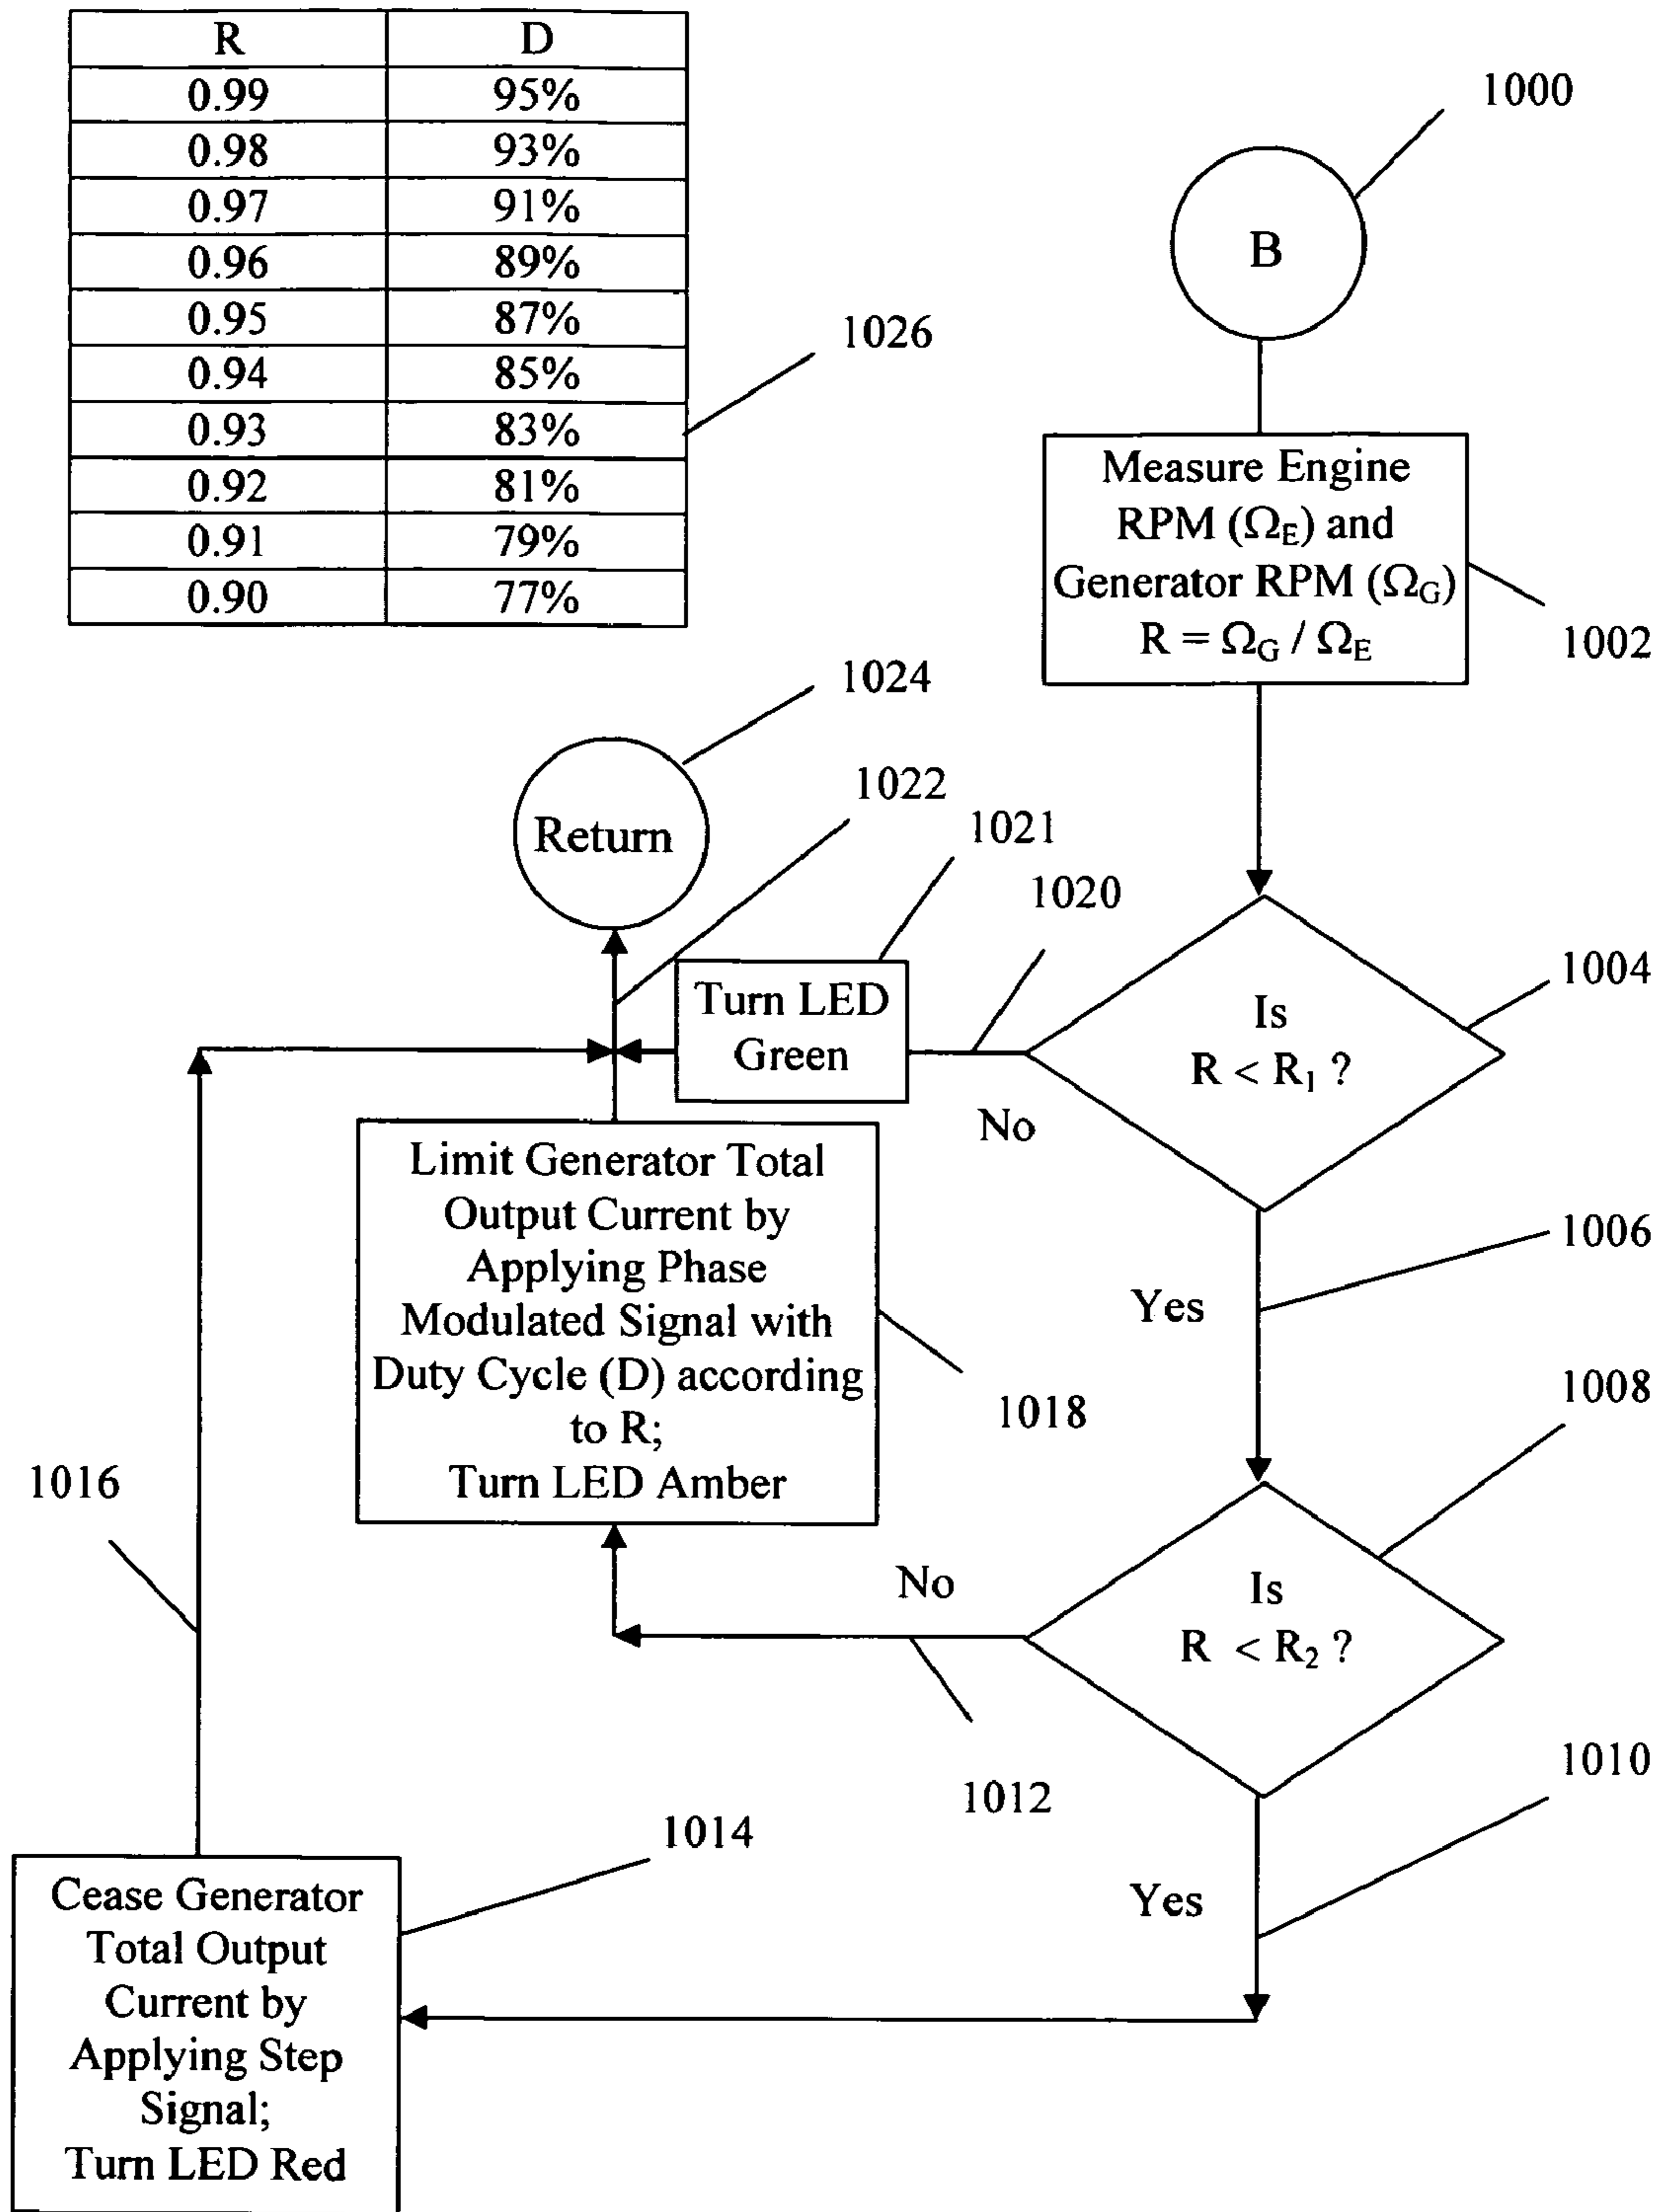 R D
0.99 95%
0.98 93%
0.97 91%
0.96 89%
0.95 87%
0.94 85%
0.93 83%
0.92 81%
0.91 79%
0.90 77%
1026
1000
B
Measure Engine
RPM (Ω_E) and
Generator RPM (Ω_G)
R = Ω_G / Ω_E
1002
1024
Return
1022
1021
1020
Turn LED
Green
1004
Is
R < R₁ ?
No
Limit Generator Total
Output Current by
Applying Phase
Modulated Signal with
Duty Cycle (D) according
to R;
Turn LED Amber
1018
1006
Yes
1008
1016
Is
R < R₂ ?
No
1012
1010
Yes
1014
Cease Generator
Total Output
Current by
Applying Step
Signal;
Turn LED Red